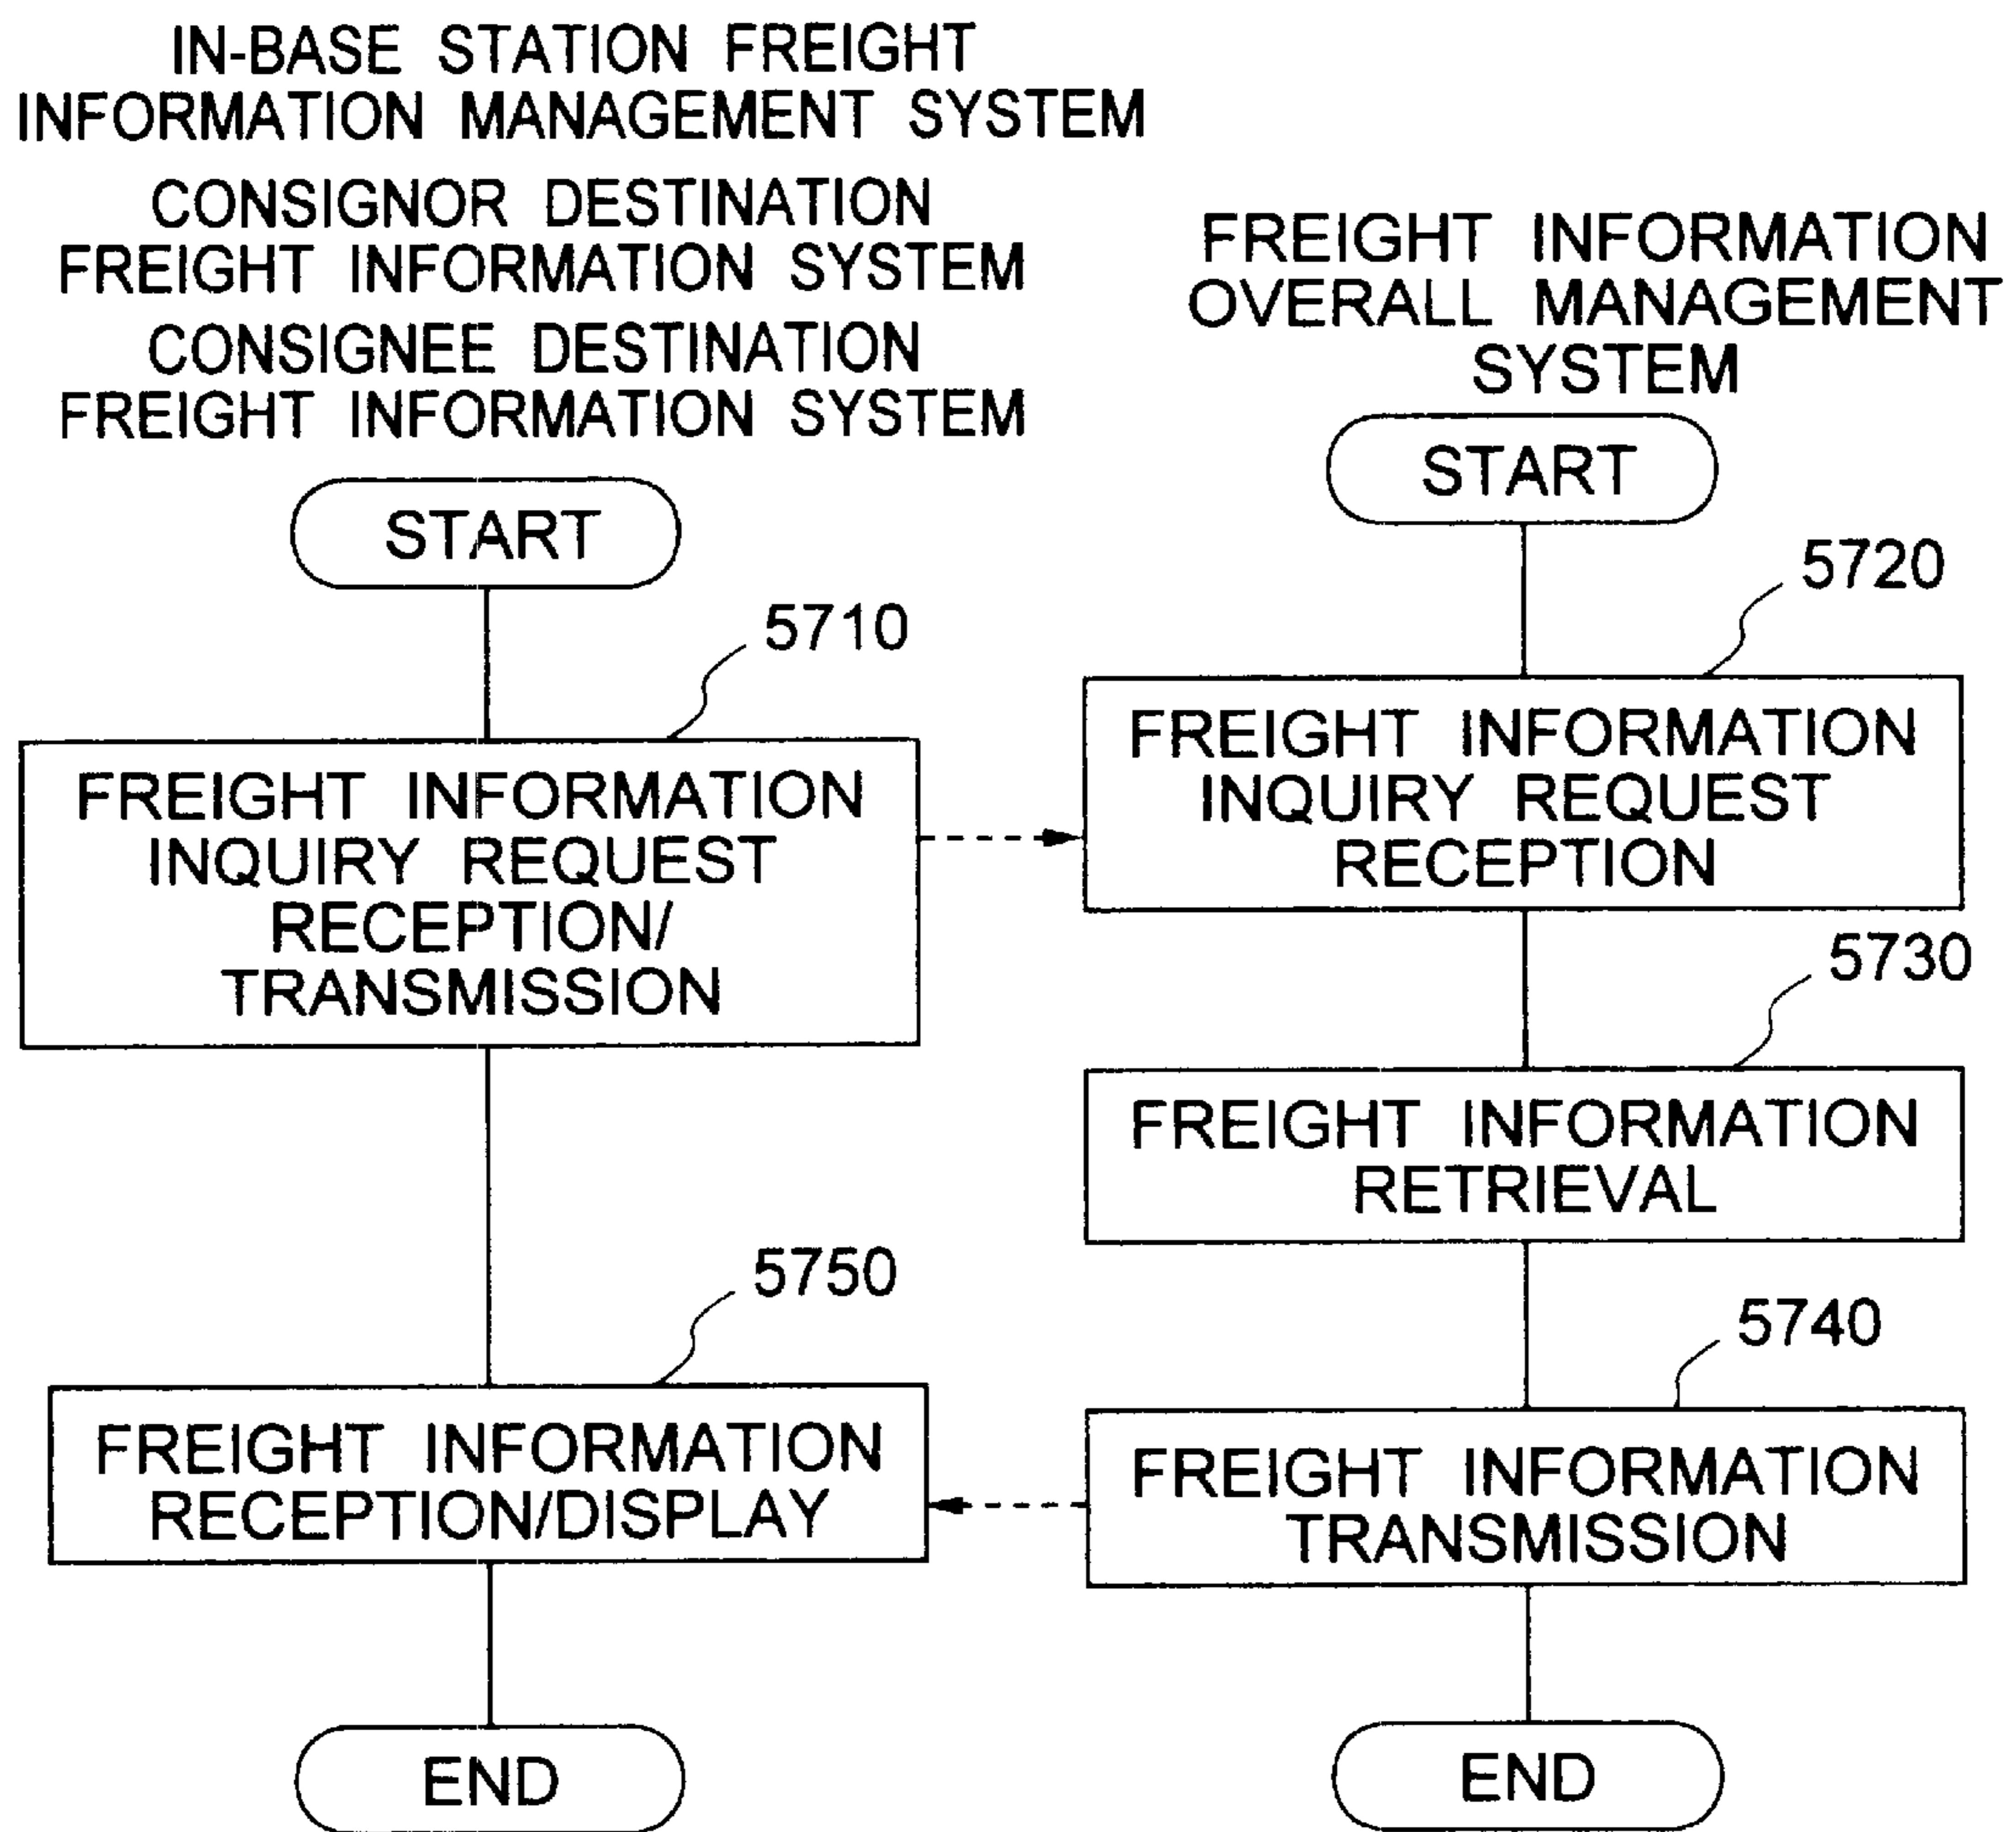 IN-BASE STATION FREIGHT
INFORMATION MANAGEMENT SYSTEM
CONSIGNOR DESTINATION
FREIGHT INFORMATION SYSTEM
CONSIGNEE DESTINATION
FREIGHT INFORMATION SYSTEM
START
5710
FREIGHT INFORMATION
INQUIRY REQUEST
RECEPTION/
TRANSMISSION
5750
FREIGHT INFORMATION
RECEPTION/DISPLAY
END
FREIGHT INFORMATION
OVERALL MANAGEMENT
SYSTEM
START
5720
FREIGHT INFORMATION
INQUIRY REQUEST
RECEPTION
5730
FREIGHT INFORMATION
RETRIEVAL
5740
FREIGHT INFORMATION
TRANSMISSION
END